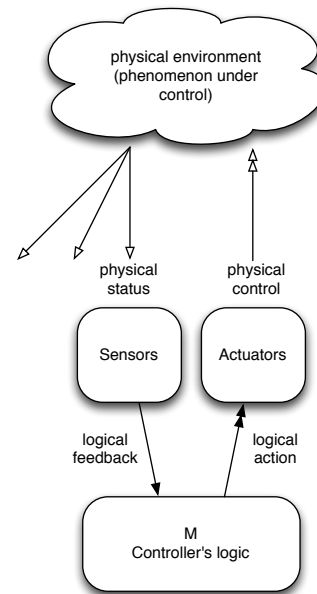 physical environment
(phenomenon under
control)
physical
status
physical
control
Sensors
Actuators
logical
feedback
logical
action
M
Controller's logic